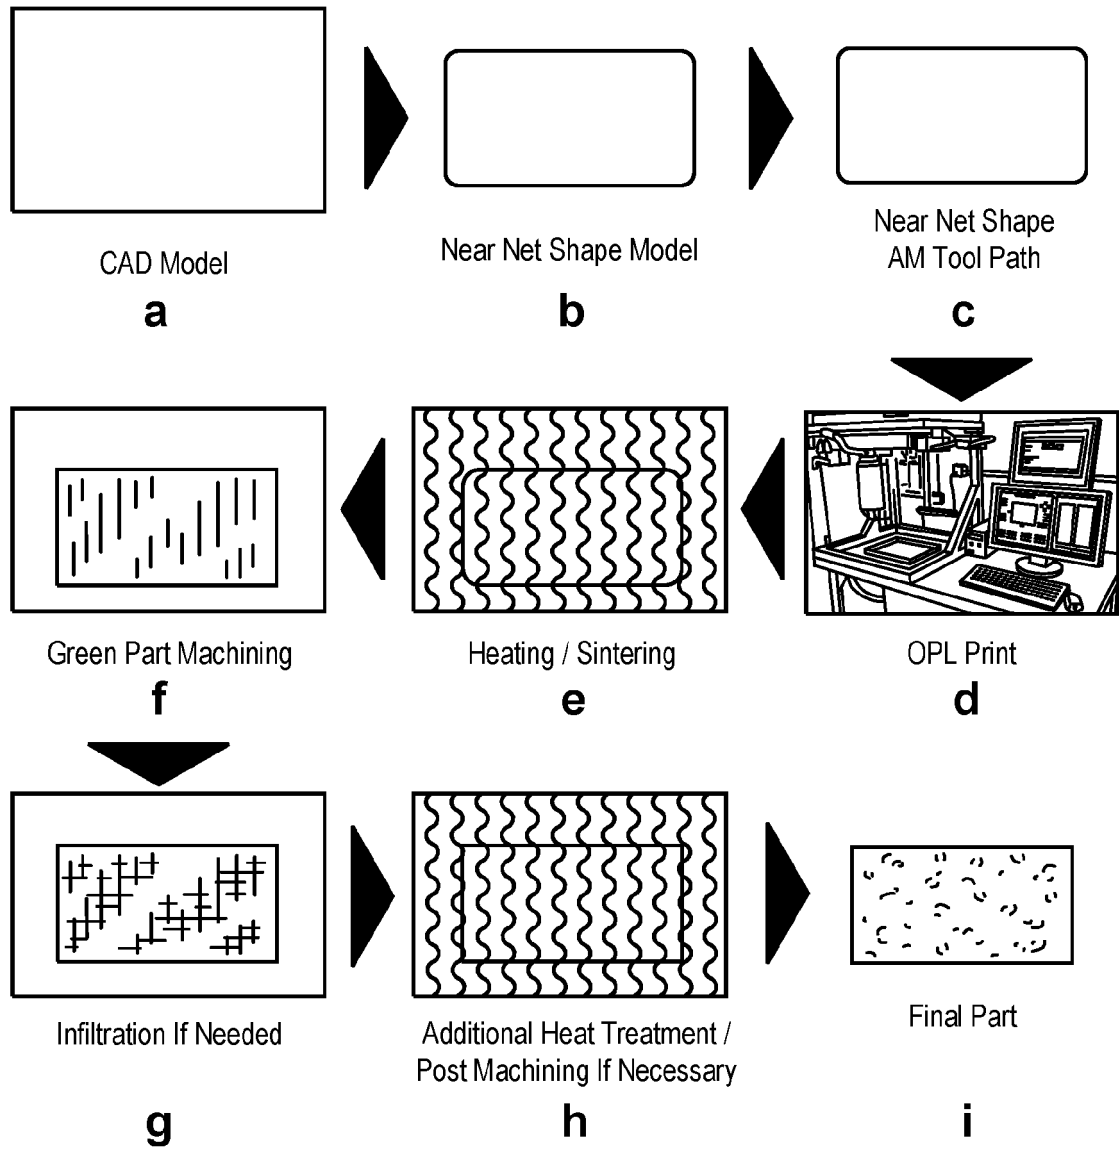 CAD Model
a
Near Net Shape Model
b
Near Net Shape
AM Tool Path
c
OPL Print
d
Heating / Sintering
e
Green Part Machining
f
Infiltration If Needed
g
Additional Heat Treatment /
Post Machining If Necessary
h
Final Part
i